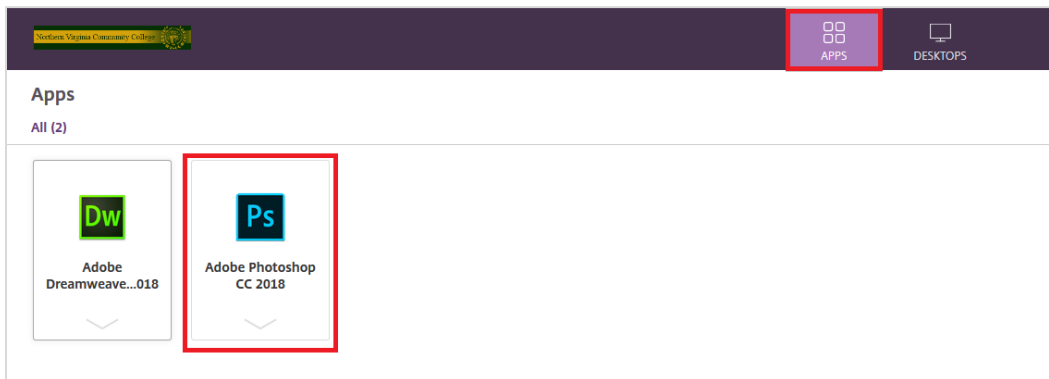 Northern Virginia Community College
APPS
DESKTOPS
Apps
All (2)
Dw
Adobe
Dreamweave...018
Ps
Adobe Photoshop
CC 2018